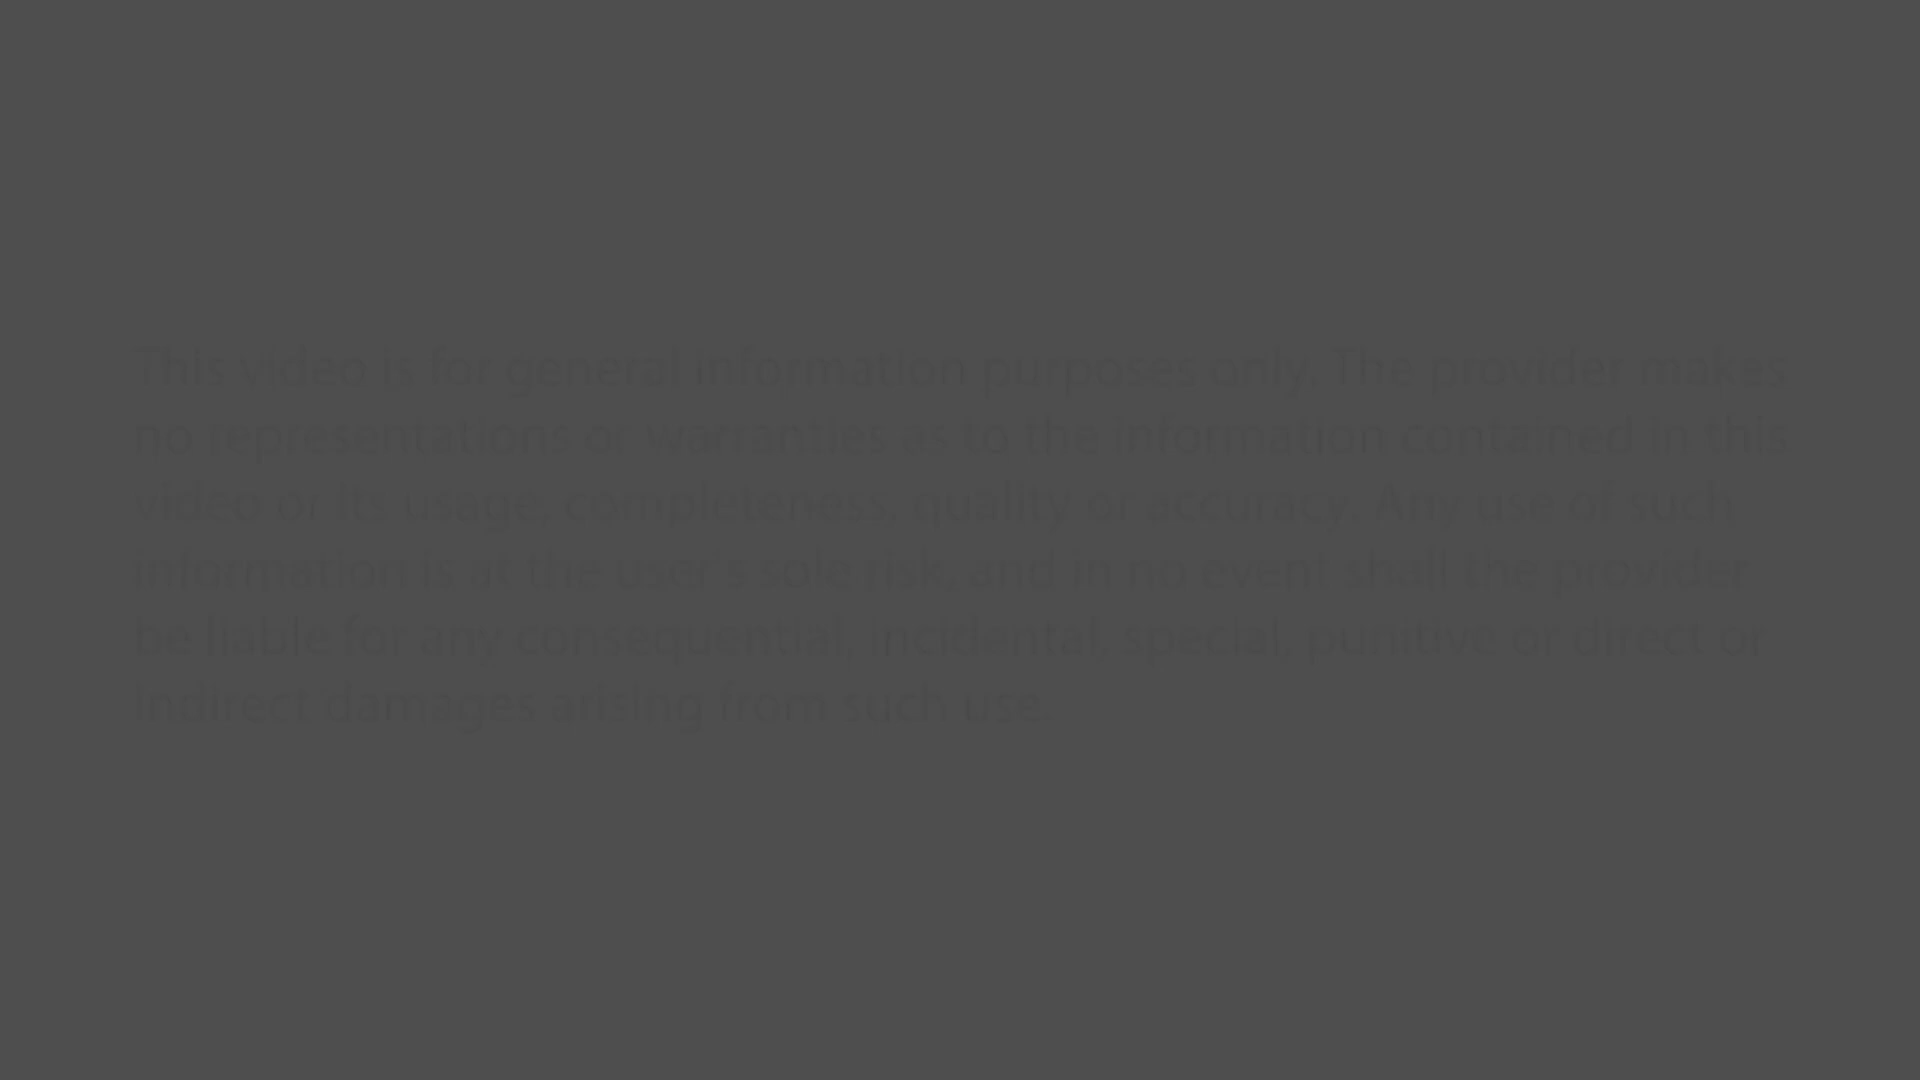 This video is for general information purposes only. The provider makes
no representations or warranties as to the information contained in this
video or its usage, completeness, quality or accuracy. Any use of such
information is at the user's sole risk, and in no event shall the provider
be liable for any consequential, incidental, special, punitive or direct or
indirect damages arising from such use.